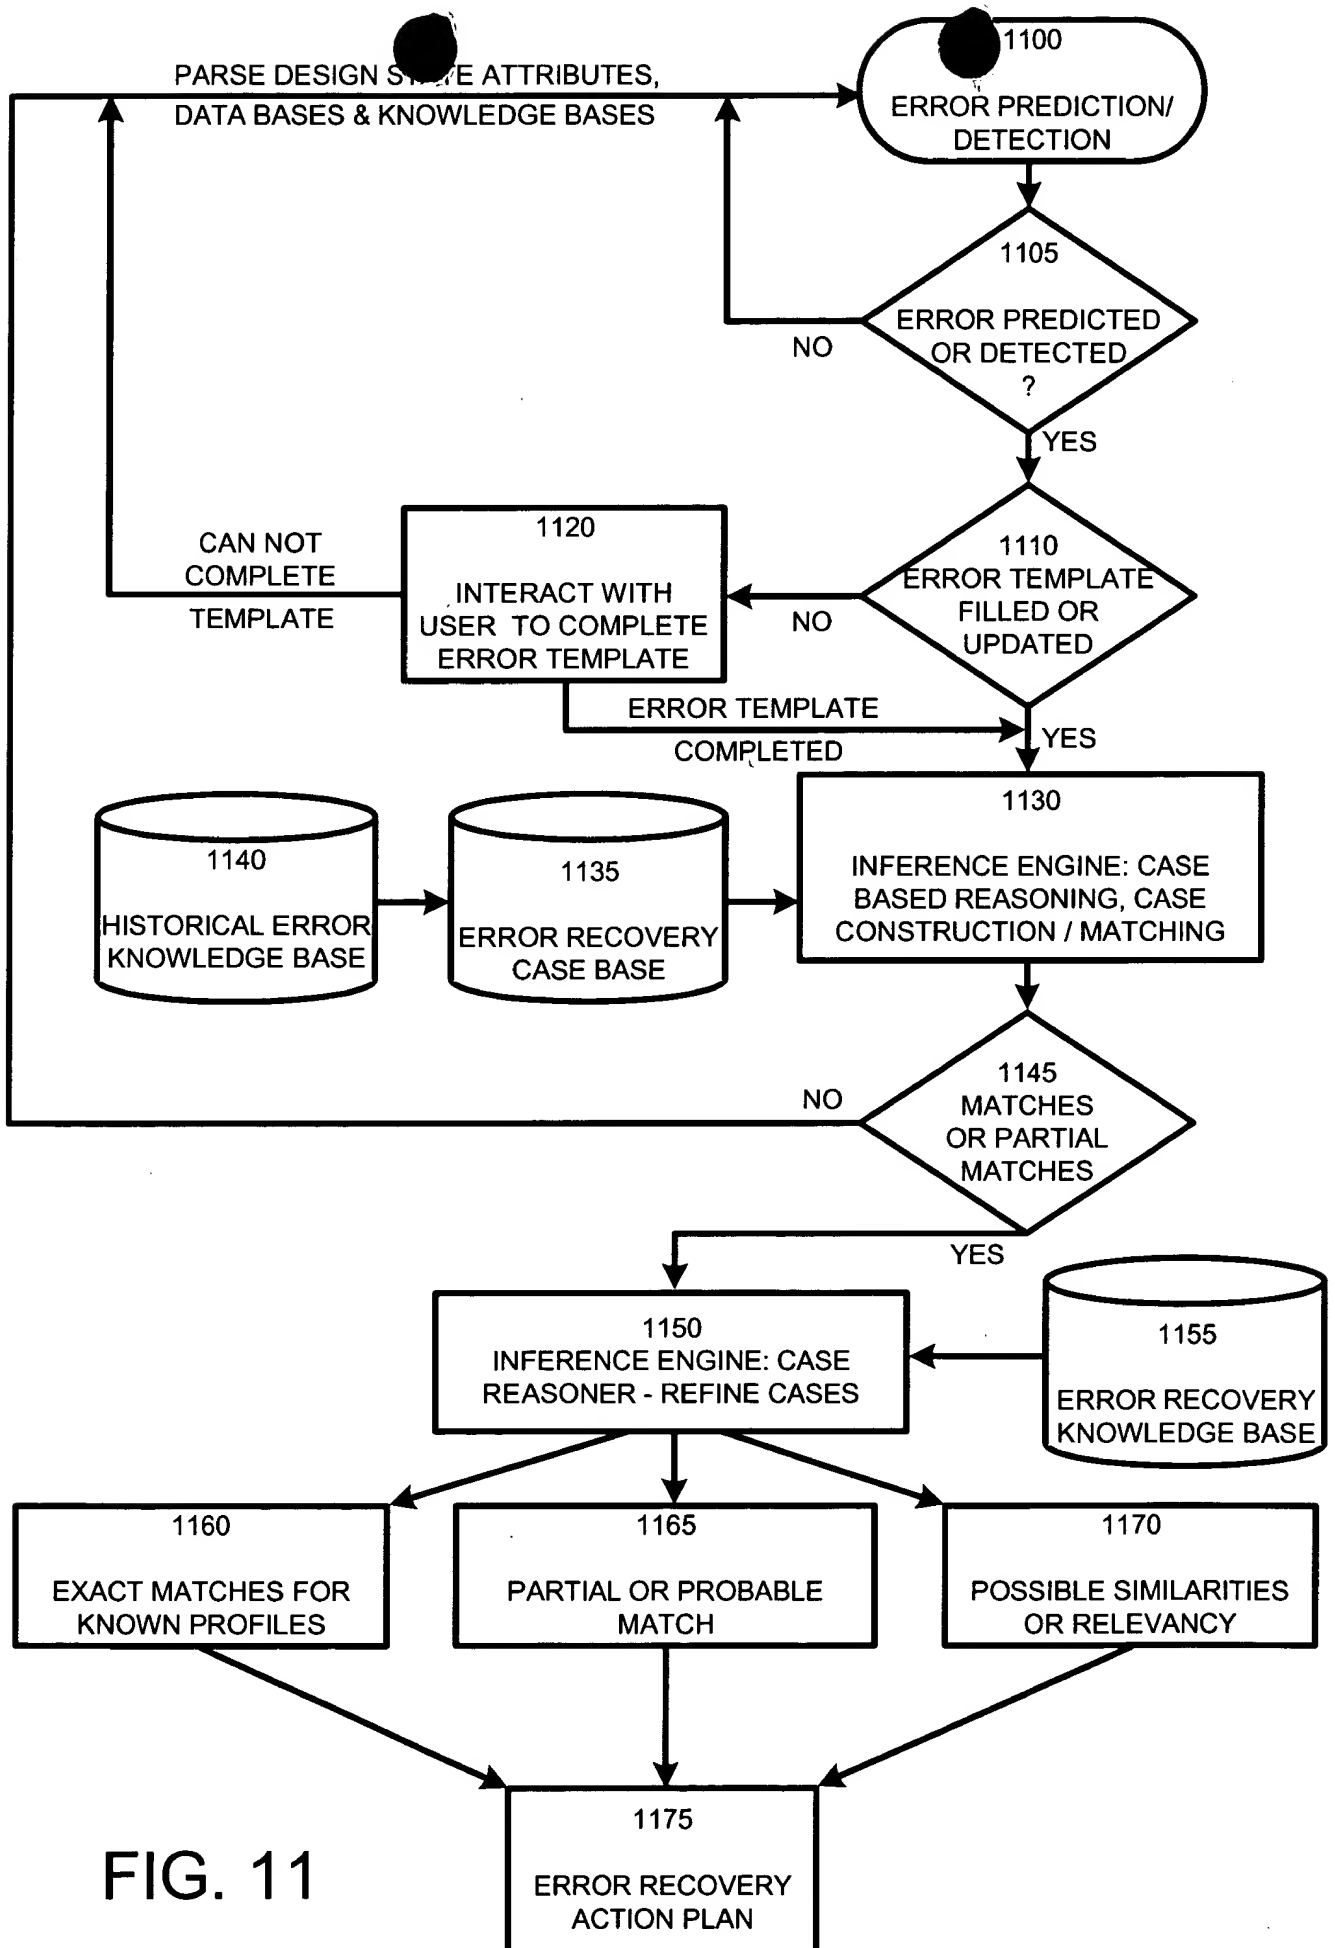 1100
PARSE DESIGN STATE ATTRIBUTES,
DATA BASES & KNOWLEDGE BASES
ERROR PREDICTION/
DETECTION
1105
ERROR PREDICTED
OR DETECTED
?
NO
YES
1110
ERROR TEMPLATE
FILLED OR
UPDATED
NO
YES
1120
INTERACT WITH
USER TO COMPLETE
ERROR TEMPLATE
CAN NOT
COMPLETE
TEMPLATE
ERROR TEMPLATE
COMPLETED
1130
INFERENCE ENGINE: CASE
BASED REASONING, CASE
CONSTRUCTION / MATCHING
1140
HISTORICAL ERROR
KNOWLEDGE BASE
1135
ERROR RECOVERY
CASE BASE
1145
MATCHES
OR PARTIAL
MATCHES
NO
YES
1150
INFERENCE ENGINE: CASE
REASONER - REFINE CASES
1155
ERROR RECOVERY
KNOWLEDGE BASE
1160
EXACT MATCHES FOR
KNOWN PROFILES
1165
PARTIAL OR PROBABLE
MATCH
1170
POSSIBLE SIMILARITIES
OR RELEVANCY
1175
ERROR RECOVERY
ACTION PLAN
FIG. 11